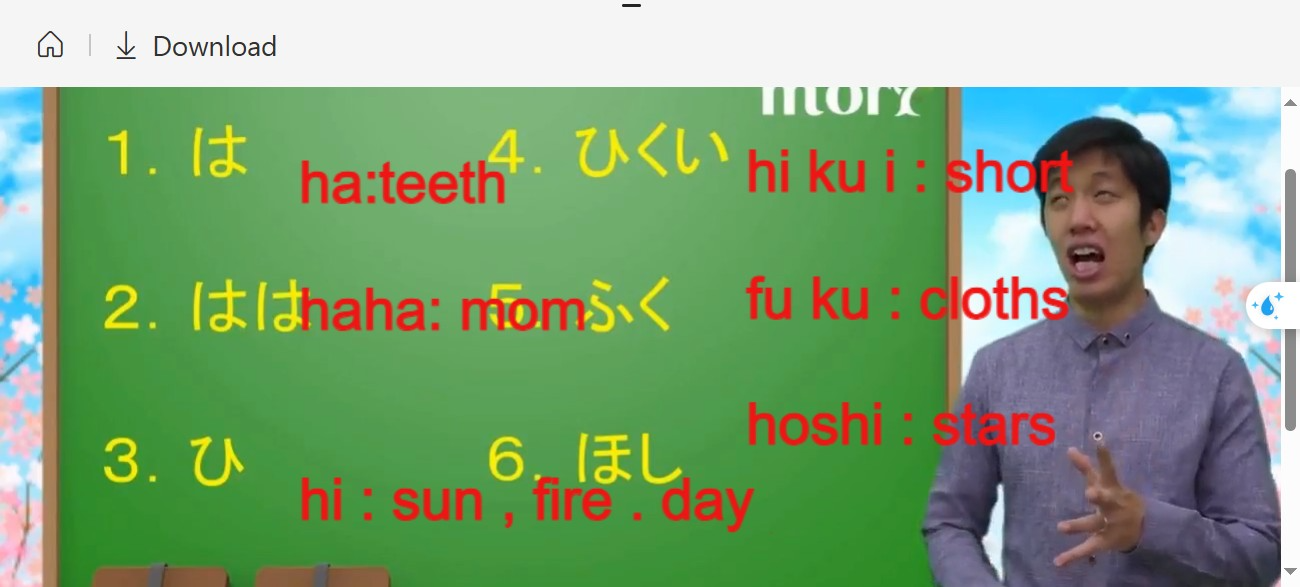 Download
mori
1. は
ha:teeth
4. ひくい
hi ku i : short
2. はは
haha: mom
5. ふく
fu ku : cloths
3. ひ
hi : sun , fire . day
6. ほし
hoshi : stars